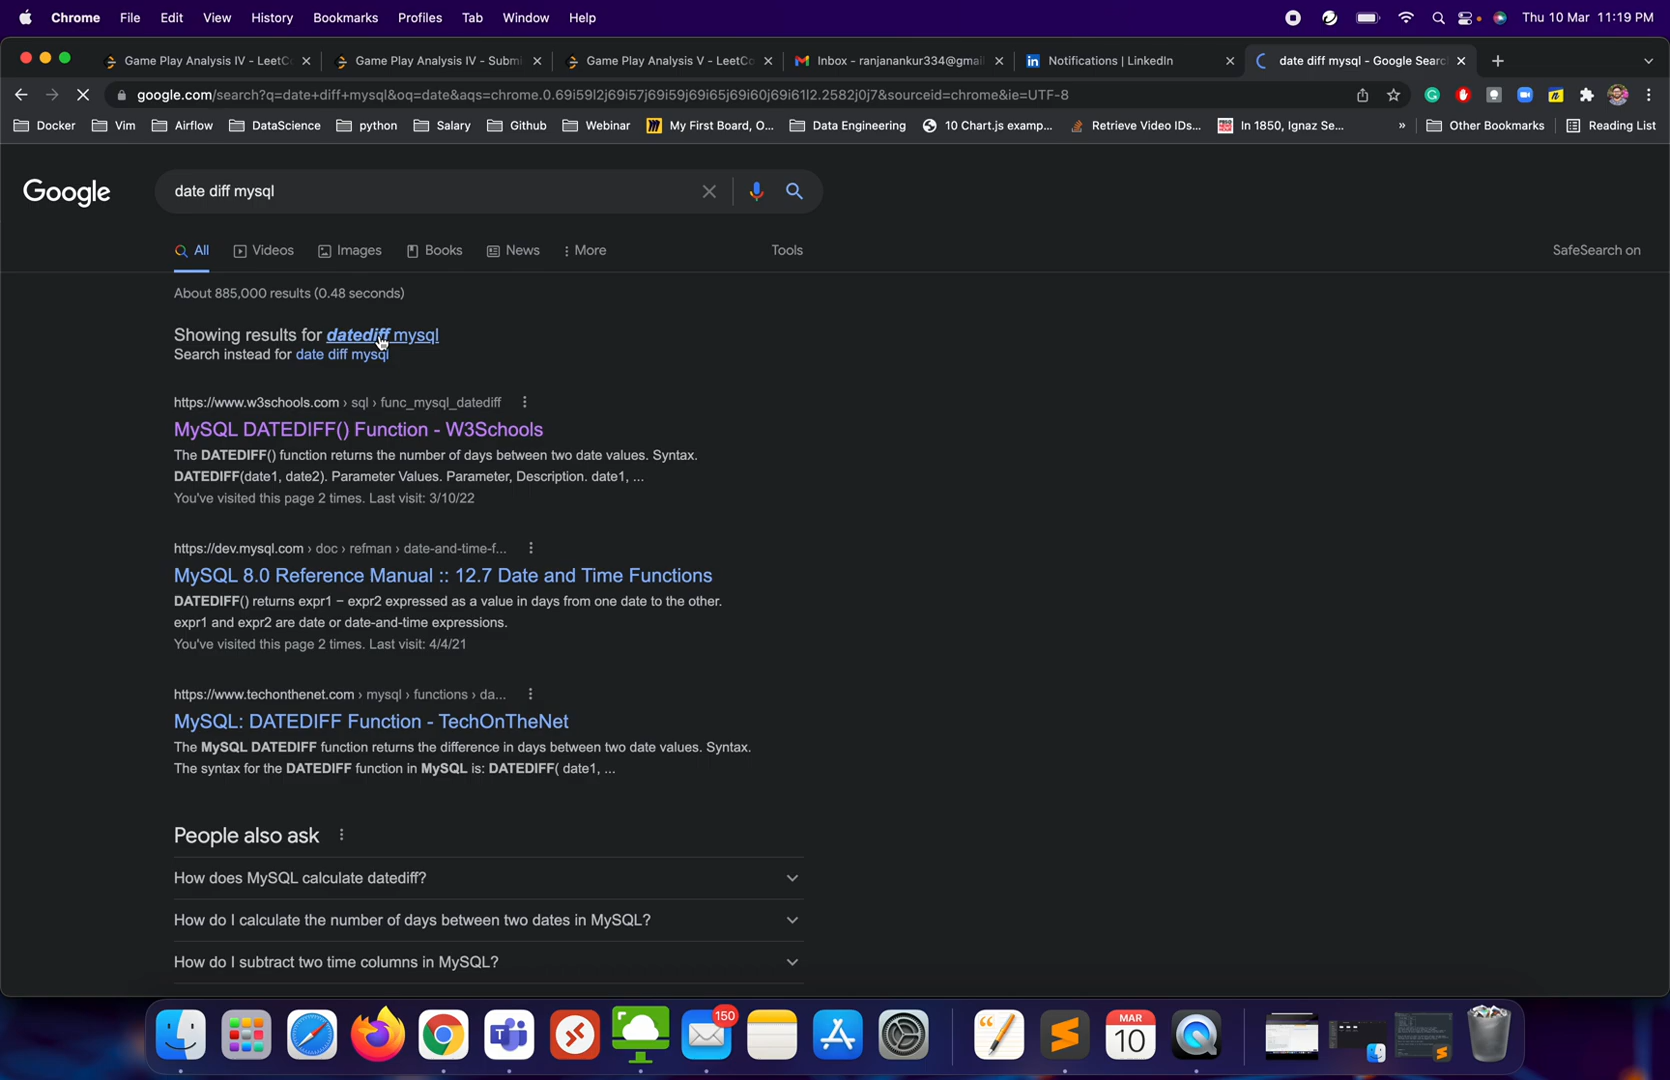 Chrome File Edit View History Bookmarks Profiles Tab Window Help Thu 10 Mar 11:19 PM
Game Play Analysis IV - LeetC Game Play Analysis IV - Submi Game Play Analysis V - LeetCo Inbox - ranjanankur334@gmai Notifications | LinkedIn date diff mysql - Google Searc
google.com/search?q=date+diff+mysql&oq=date&aqs=chrome.0.69i59l2j69i57j69i59j69i65j69i60j69i61l2.2582j0j7&sourceid=chrome&ie=UTF-8
Docker Vim Airflow DataScience python Salary Github Webinar My First Board, O... Data Engineering 10 Chart.js examp... Retrieve Video IDs... In 1850, Ignaz Se... » Other Bookmarks Reading List
Google date diff mysql
All Videos Images Books News More Tools SafeSearch on
About 885,000 results (0.48 seconds)
Showing results for datediff mysql
Search instead for date diff mysql
https://www.w3schools.com › sql › func_mysql_datediff
MySQL DATEDIFF() Function - W3Schools
The DATEDIFF() function returns the number of days between two date values. Syntax.
DATEDIFF(date1, date2). Parameter Values. Parameter, Description. date1, ...
You've visited this page 2 times. Last visit: 3/10/22
https://dev.mysql.com › doc › refman › date-and-time-f...
MySQL 8.0 Reference Manual :: 12.7 Date and Time Functions
DATEDIFF() returns expr1 − expr2 expressed as a value in days from one date to the other.
expr1 and expr2 are date or date-and-time expressions.
You've visited this page 2 times. Last visit: 4/4/21
https://www.techonthenet.com › mysql › functions › da...
MySQL: DATEDIFF Function - TechOnTheNet
The MySQL DATEDIFF function returns the difference in days between two date values. Syntax.
The syntax for the DATEDIFF function in MySQL is: DATEDIFF( date1, ...
People also ask
How does MySQL calculate datediff?
How do I calculate the number of days between two dates in MySQL?
How do I subtract two time columns in MySQL?
150
MAR
10